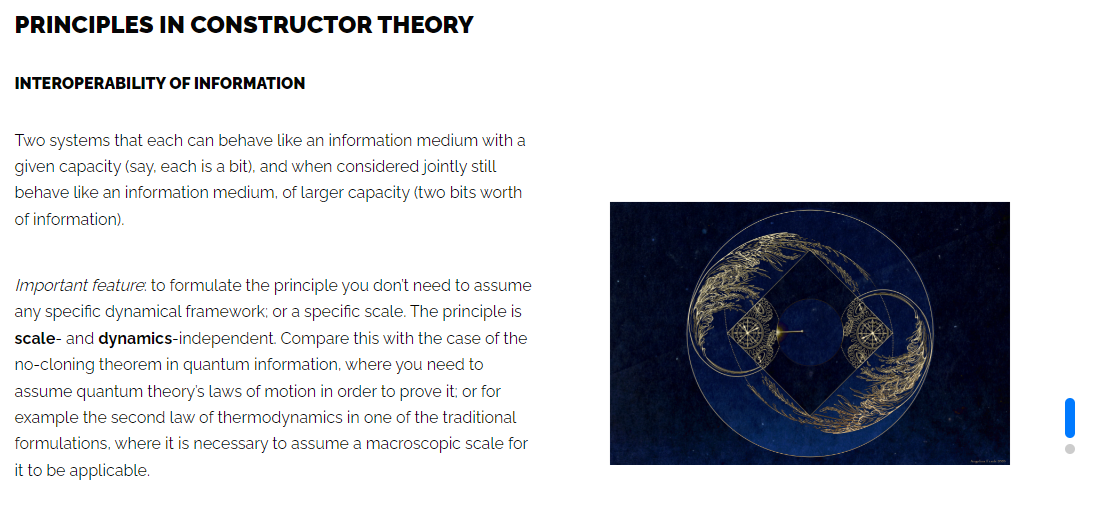 PRINCIPLES IN CONSTRUCTOR THEORY
INTEROPERABILITY OF INFORMATION
Two systems that each can behave like an information medium with a
given capacity (say, each is a bit), and when considered jointly still
behave like an information medium, of larger capacity (two bits worth
of information).
Important feature: to formulate the principle you don't need to assume
any specific dynamical framework; or a specific scale. The principle is
scale- and dynamics-independent. Compare this with the case of the
no-cloning theorem in quantum information, where you need to
assume quantum theory's laws of motion in order to prove it; or for
example the second law of thermodynamics in one of the traditional
formulations, where it is necessary to assume a macroscopic scale for
it to be applicable.